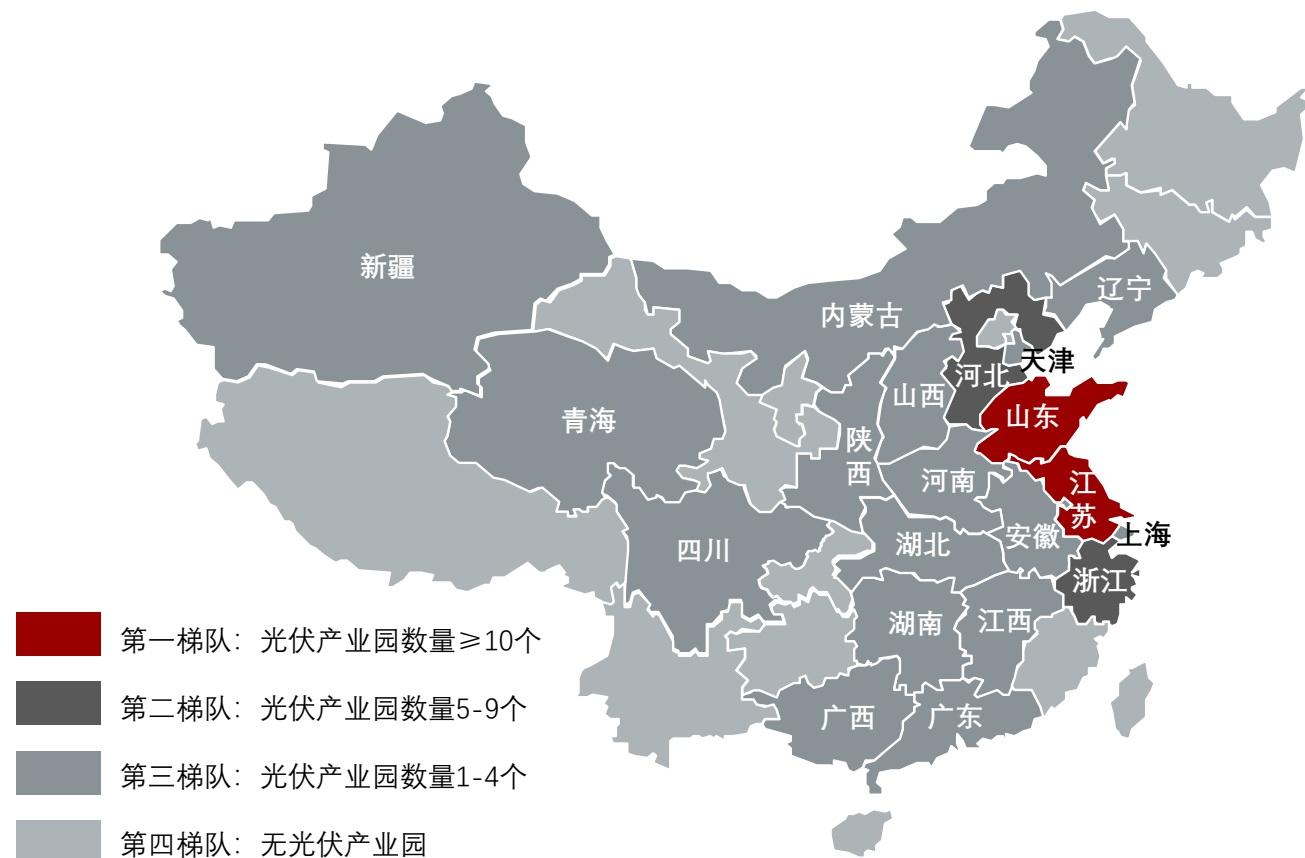 新疆
内蒙古
辽宁
天津
河北
山西
山东
青海
陕西
河南
江苏
安徽
上海
四川
湖北
浙江
湖南
江西
广西
广东
第一梯队：光伏产业园数量≥10个
第二梯队：光伏产业园数量5-9个
第三梯队：光伏产业园数量1-4个
第四梯队：无光伏产业园